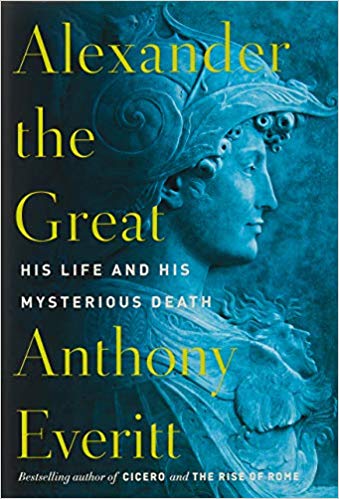 Alexander
the
Great
HIS LIFE AND HIS
MYSTERIOUS DEATH
Anthony
Everitt
Bestselling author of CICERO and THE RISE OF ROME